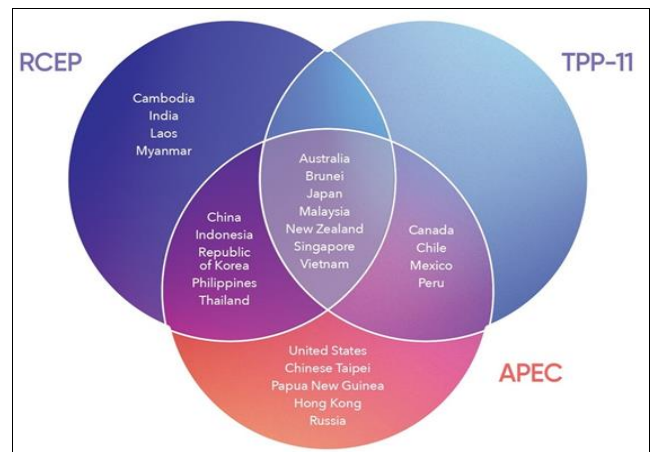 RCEP
TPP-11
Cambodia
India
Laos
Myanmar
Australia
Brunei
Japan
Malaysia
New Zealand
Singapore
Vietnam
China
Indonesia
Republic
of Korea
Philippines
Thailand
Canada
Chile
Mexico
Peru
United States
Chinese Taipei
Papua New Guinea
Hong Kong
Russia
APEC